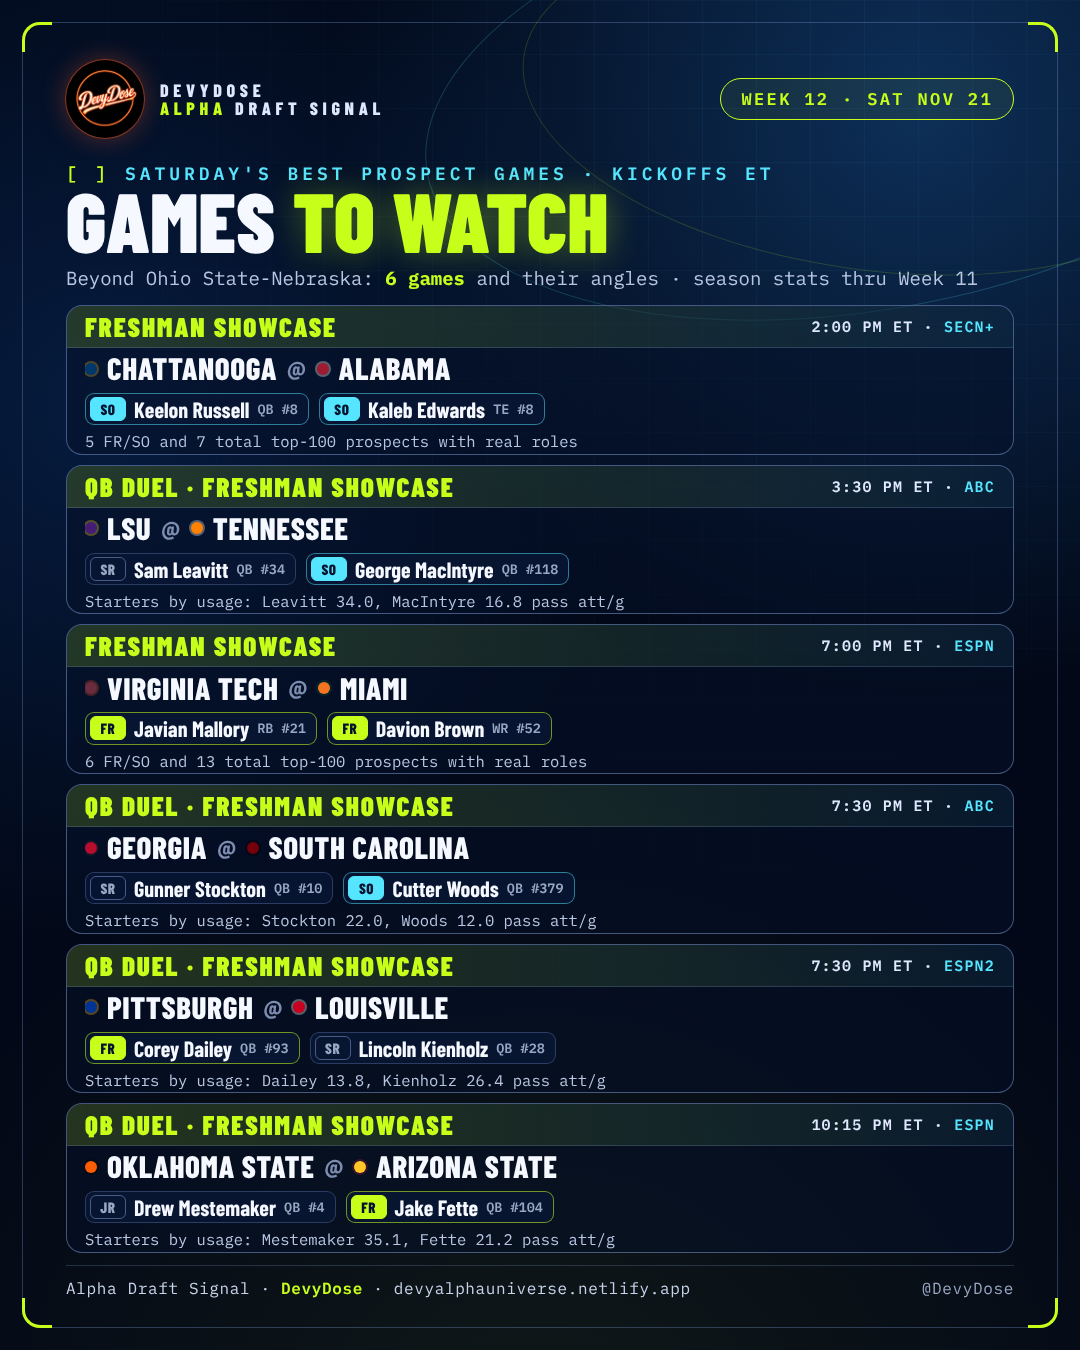 DevyDose
DEVYDOSE
ALPHA DRAFT SIGNAL
WEEK 12 · SAT NOV 21
[ ] SATURDAY'S BEST PROSPECT GAMES · KICKOFFS ET
GAMES TO WATCH
Beyond Ohio State-Nebraska: 6 games and their angles · season stats thru Week 11
FRESHMAN SHOWCASE
2:00 PM ET · SECN+
CHATTANOOGA @ ALABAMA
SO Keelon Russell QB #8 SO Kaleb Edwards TE #8
5 FR/SO and 7 total top-100 prospects with real roles
QB DUEL · FRESHMAN SHOWCASE
3:30 PM ET · ABC
LSU @ TENNESSEE
SR Sam Leavitt QB #34 SO George MacIntyre QB #118
Starters by usage: Leavitt 34.0, MacIntyre 16.8 pass att/g
FRESHMAN SHOWCASE
7:00 PM ET · ESPN
VIRGINIA TECH @ MIAMI
FR Javian Mallory RB #21 FR Davion Brown WR #52
6 FR/SO and 13 total top-100 prospects with real roles
QB DUEL · FRESHMAN SHOWCASE
7:30 PM ET · ABC
GEORGIA @ SOUTH CAROLINA
SR Gunner Stockton QB #10 SO Cutter Woods QB #379
Starters by usage: Stockton 22.0, Woods 12.0 pass att/g
QB DUEL · FRESHMAN SHOWCASE
7:30 PM ET · ESPN2
PITTSBURGH @ LOUISVILLE
FR Corey Dailey QB #93 SR Lincoln Kienholz QB #28
Starters by usage: Dailey 13.8, Kienholz 26.4 pass att/g
QB DUEL · FRESHMAN SHOWCASE
10:15 PM ET · ESPN
OKLAHOMA STATE @ ARIZONA STATE
JR Drew Mestemaker QB #4 FR Jake Fette QB #104
Starters by usage: Mestemaker 35.1, Fette 21.2 pass att/g
Alpha Draft Signal · DevyDose · devyalphauniverse.netlify.app
@DevyDose